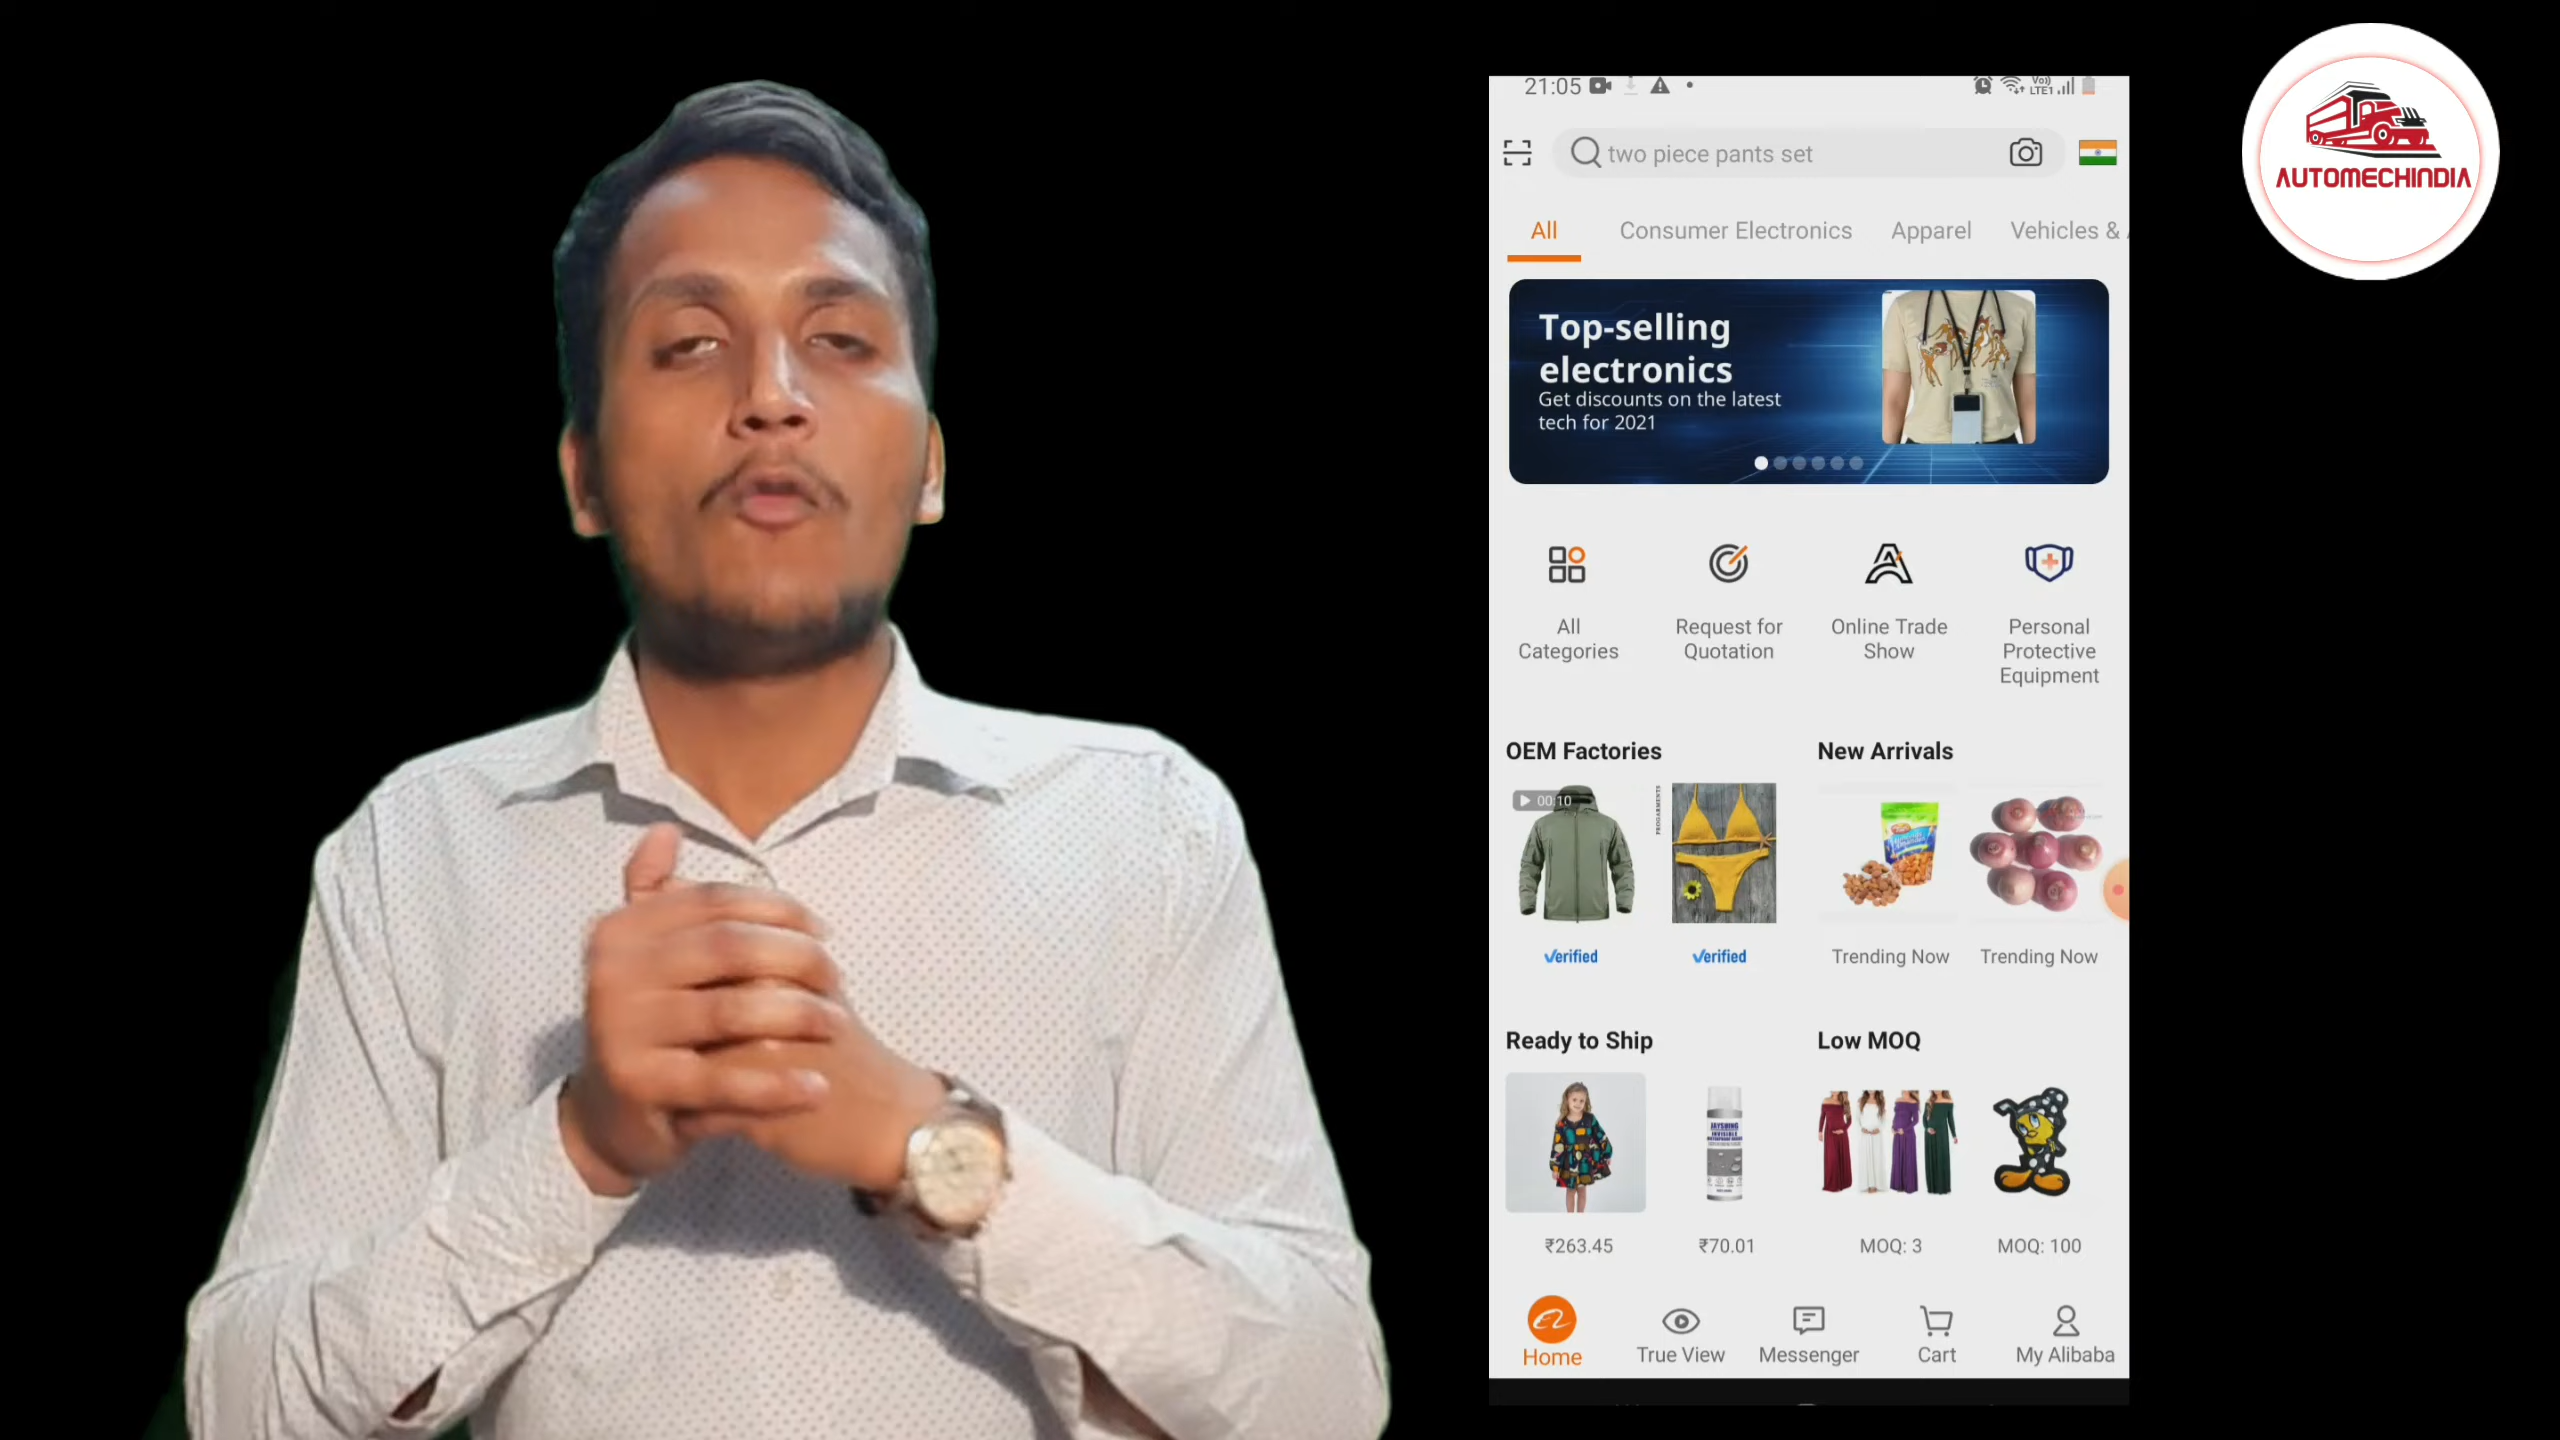 21:05
Vo))
LTE1
AUTOMECHINDIA
two piece pants set
All
Consumer Electronics
Apparel
Vehicles &
Top-selling
electronics
Get discounts on the latest
tech for 2021
All
Categories
Request for
Quotation
Online Trade
Show
Personal
Protective
Equipment
OEM Factories
New Arrivals
00:10
Verified
Verified
Trending Now
Trending Now
Ready to Ship
Low MOQ
₹263.45
₹70.01
MOQ: 3
MOQ: 100
Home
True View
Messenger
Cart
My Alibaba